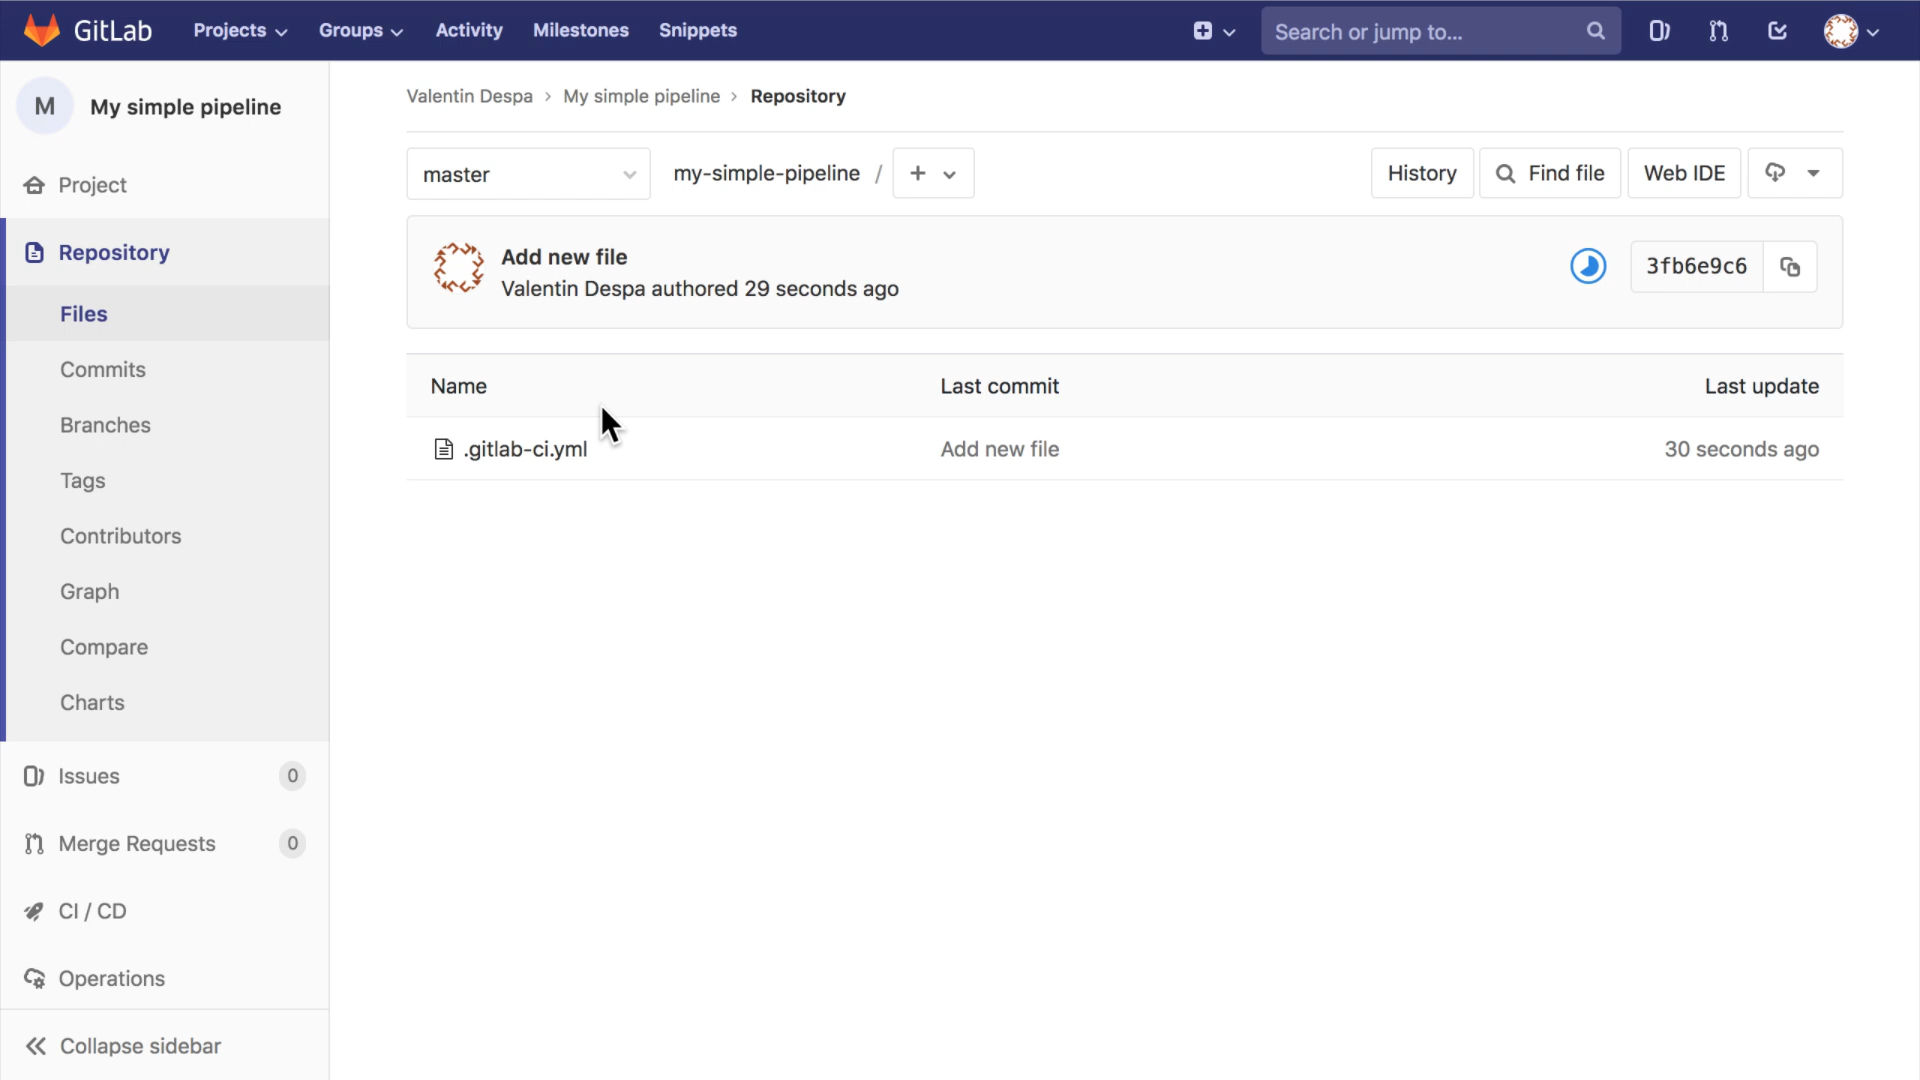 GitLab Projects Groups Activity Milestones Snippets Search or jump to...
M My simple pipeline
Project
Repository
Files
Commits
Branches
Tags
Contributors
Graph
Compare
Charts
Issues 0
Merge Requests 0
CI / CD
Operations
Collapse sidebar
Valentin Despa › My simple pipeline › Repository
master my-simple-pipeline / + History Find file Web IDE
Add new file
Valentin Despa authored 29 seconds ago
3fb6e9c6
Name Last commit Last update
.gitlab-ci.yml Add new file 30 seconds ago